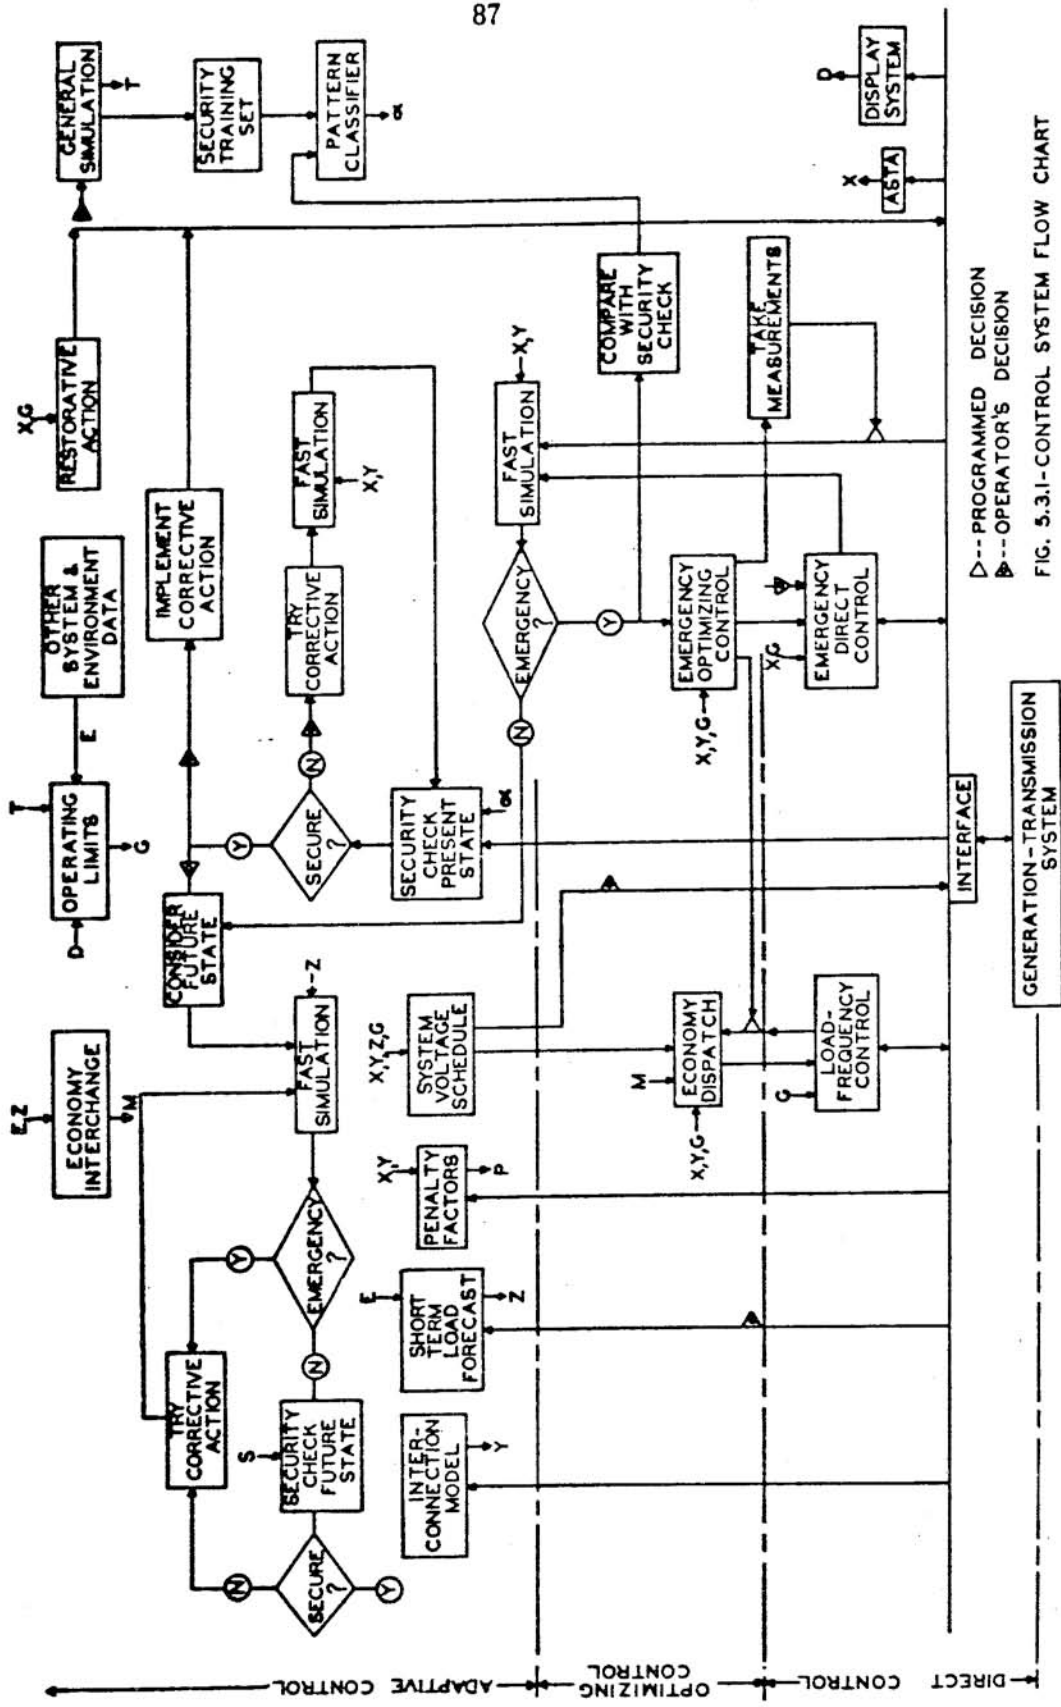 87
E,Z
ECONOMY
INTERCHANGE
M
T
D
OPERATING
LIMITS
G
E
OTHER
SYSTEM &
ENVIRONMENT
DATA
X,G
RESTORATIVE
ACTION
GENERAL
SIMULATION
T
TRY
CORRECTIVE
ACTION
CONSIDER
FUTURE
STATE
IMPLEMENT
CORRECTIVE
ACTION
SECURITY
TRAINING
SET
N
SECURE
?
Y
S
SECURITY
CHECK
FUTURE
STATE
N
EMERGENCY
?
Y
FAST
SIMULATION
Z
Y
SECURE
?
N
TRY
CORRECTIVE
ACTION
FAST
SIMULATION
X,Y
PATTERN
CLASSIFIER
α
INTER-
CONNECTION
MODEL
Y
E
SHORT
TERM
LOAD
FORECAST
Z
X,Y
PENALTY
FACTORS
P
X,Y,Z,G
SYSTEM
VOLTAGE
SCHEDULE
SECURITY
CHECK
PRESENT
STATE
α
N
EMERGENCY
?
Y
FAST
SIMULATION
X,Y
COMPARE
WITH
SECURITY
CHECK
M
X,Y,G
ECONOMY
DISPATCH
X,Y,G
EMERGENCY
OPTIMIZING
CONTROL
TAKE
MEASUREMENTS
G
LOAD-
FREQUENCY
CONTROL
X,G
EMERGENCY
DIRECT
CONTROL
X
ASTA
D
DISPLAY
SYSTEM
INTERFACE
GENERATION-TRANSMISSION
SYSTEM
ADAPTIVE CONTROL
OPTIMIZING
CONTROL
DIRECT CONTROL
--PROGRAMMED DECISION
--OPERATOR'S DECISION
FIG. 5.3.1-CONTROL SYSTEM FLOW CHART